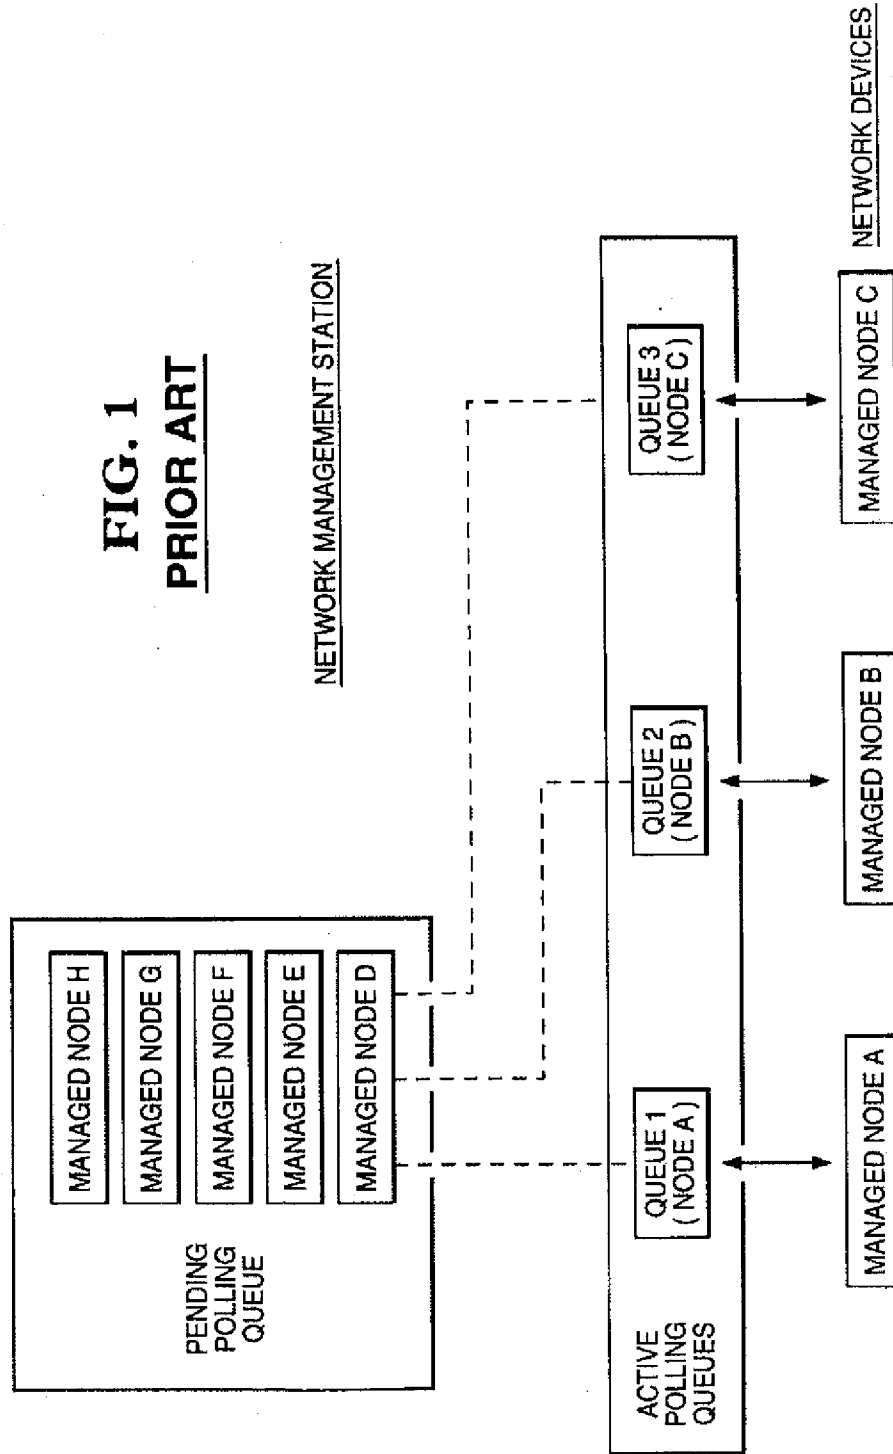 FIG. 1
PRIOR ART
NETWORK MANAGEMENT STATION
PENDING
POLLING
QUEUE
MANAGED NODE H
MANAGED NODE G
MANAGED NODE F
MANAGED NODE E
MANAGED NODE D
ACTIVE
POLLING
QUEUES
QUEUE 1
( NODE A )
QUEUE 2
( NODE B )
QUEUE 3
( NODE C )
MANAGED NODE A
MANAGED NODE B
MANAGED NODE C
NETWORK DEVICES